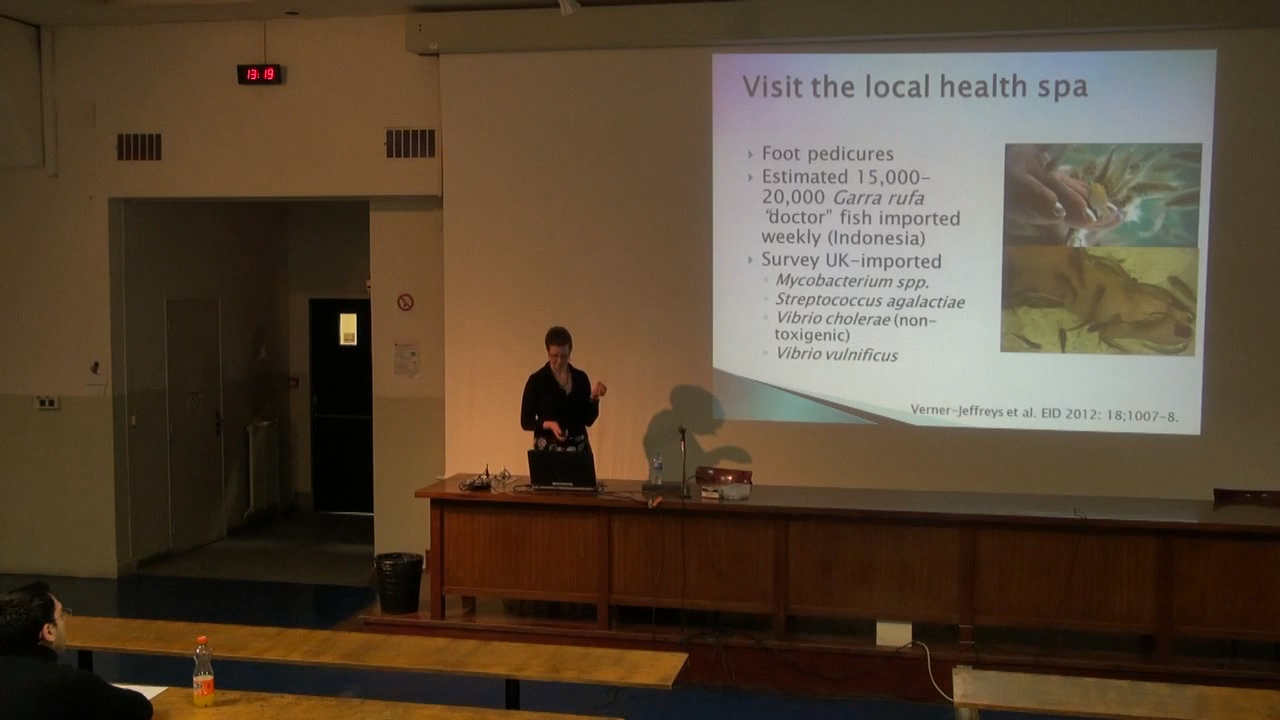 13:19
Visit the local health spa
Foot pedicures
Estimated 15,000-
20,000 Garra rufa
"doctor" fish imported
weekly (Indonesia)
Survey UK-imported
Mycobacterium spp.
Streptococcus agalactiae
Vibrio cholerae (non-
toxigenic)
Vibrio vulnificus
Verner-Jeffreys et al. EID 2012: 18;1007-8.